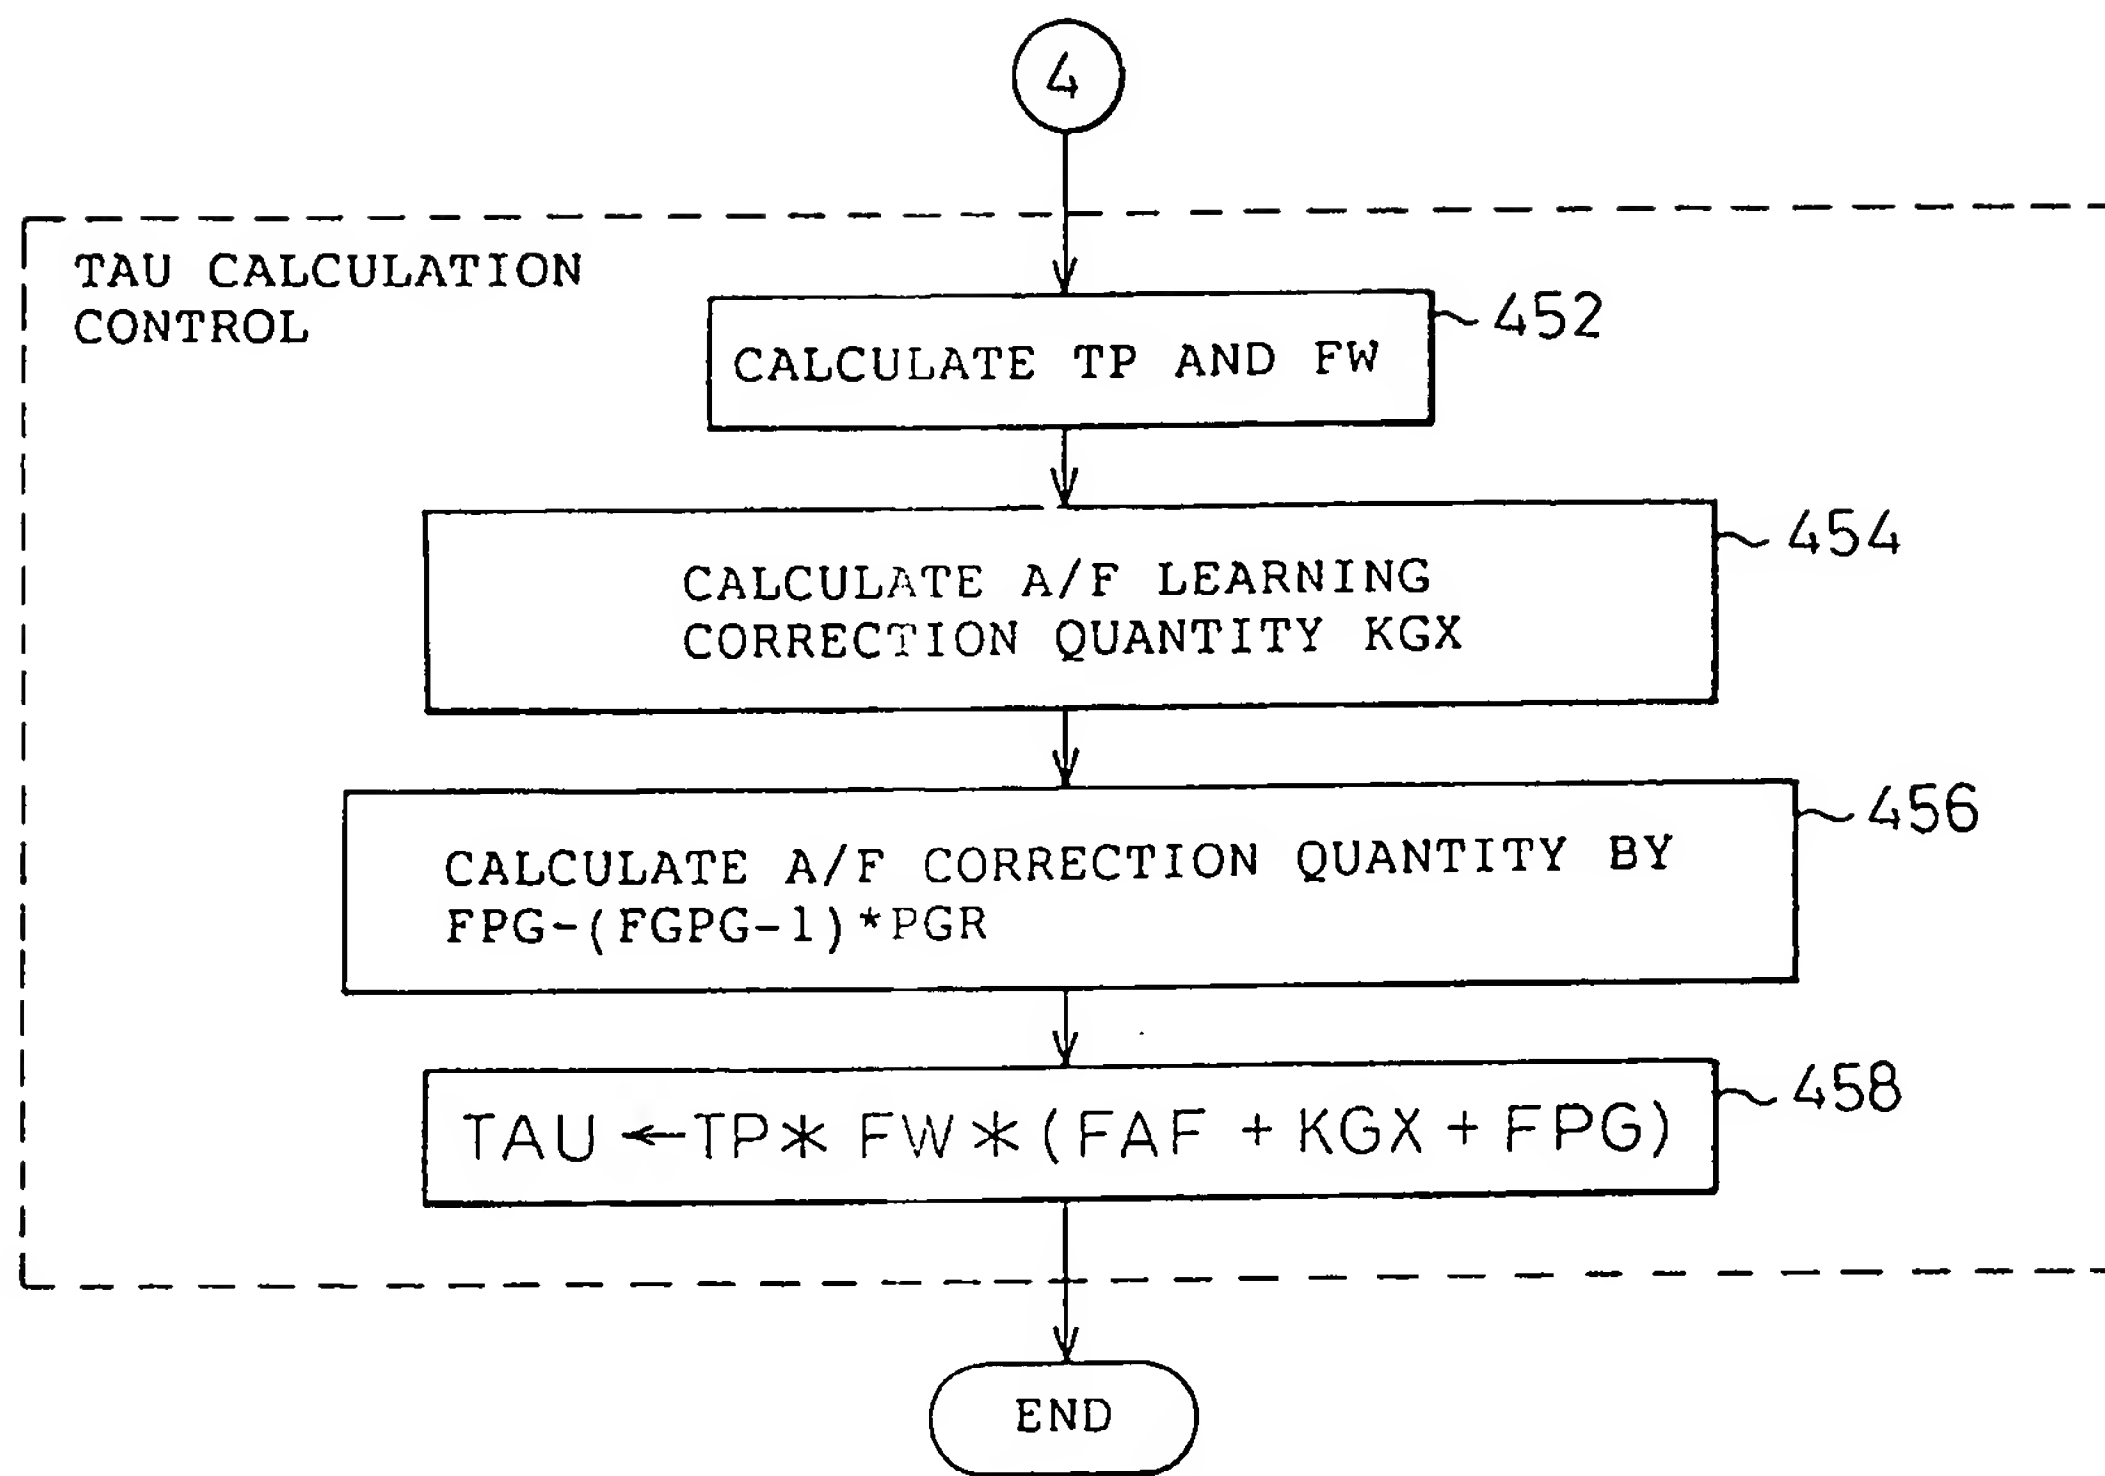 4
TAU CALCULATION
CONTROL
452
CALCULATE TP AND FW
454
CALCULATE A/F LEARNING
CORRECTION QUANTITY KGX
456
CALCULATE A/F CORRECTION QUANTITY BY
FPG-(FGPG-1)*PGR
458
TAU ← TP * FW * (FAF + KGX + FPG)
END